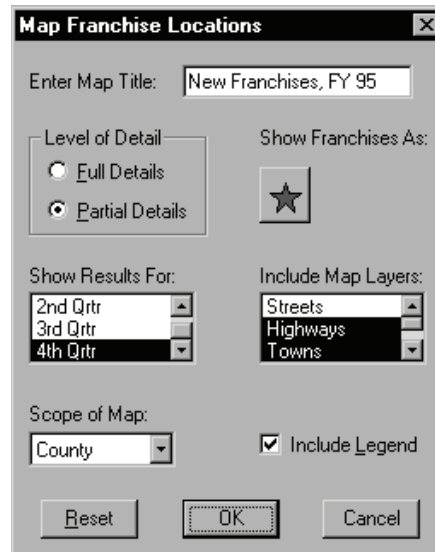 Map Franchise Locations
Enter Map Title: New Franchises, FY 95
Level of Detail
Show Franchises As:
Full Details
Partial Details
Show Results For:
Include Map Layers:
2nd Qrtr
Streets
3rd Qrtr
Highways
4th Qrtr
Towns
Scope of Map:
County
Include Legend
Reset OK Cancel